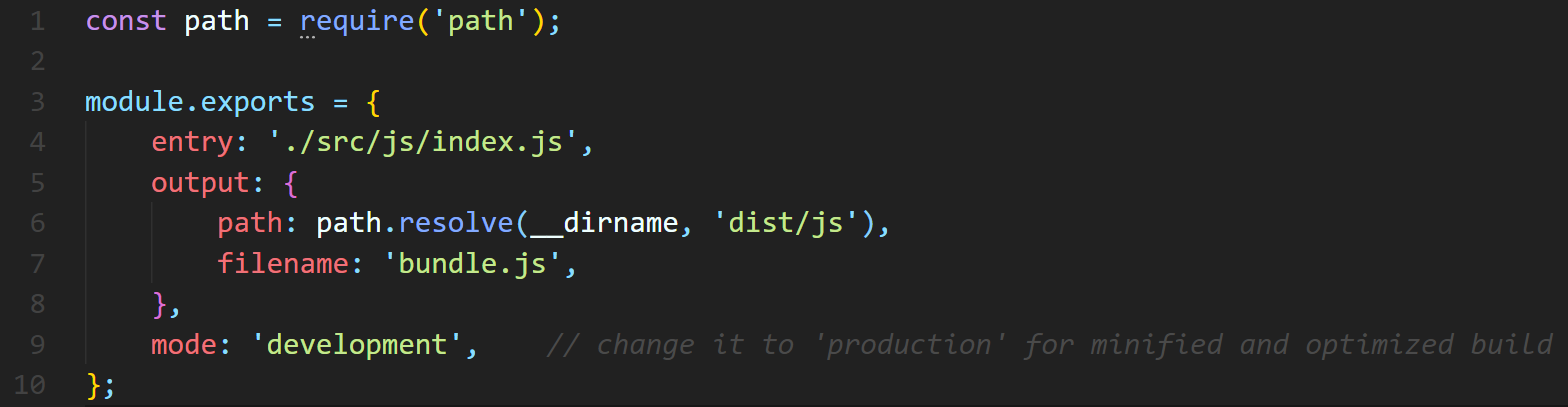 1 const path = require('path');
2
3 module.exports = {
4     entry: './src/js/index.js',
5     output: {
6         path: path.resolve(__dirname, 'dist/js'),
7         filename: 'bundle.js',
8     },
9     mode: 'development',    // change it to 'production' for minified and optimized build
10 };